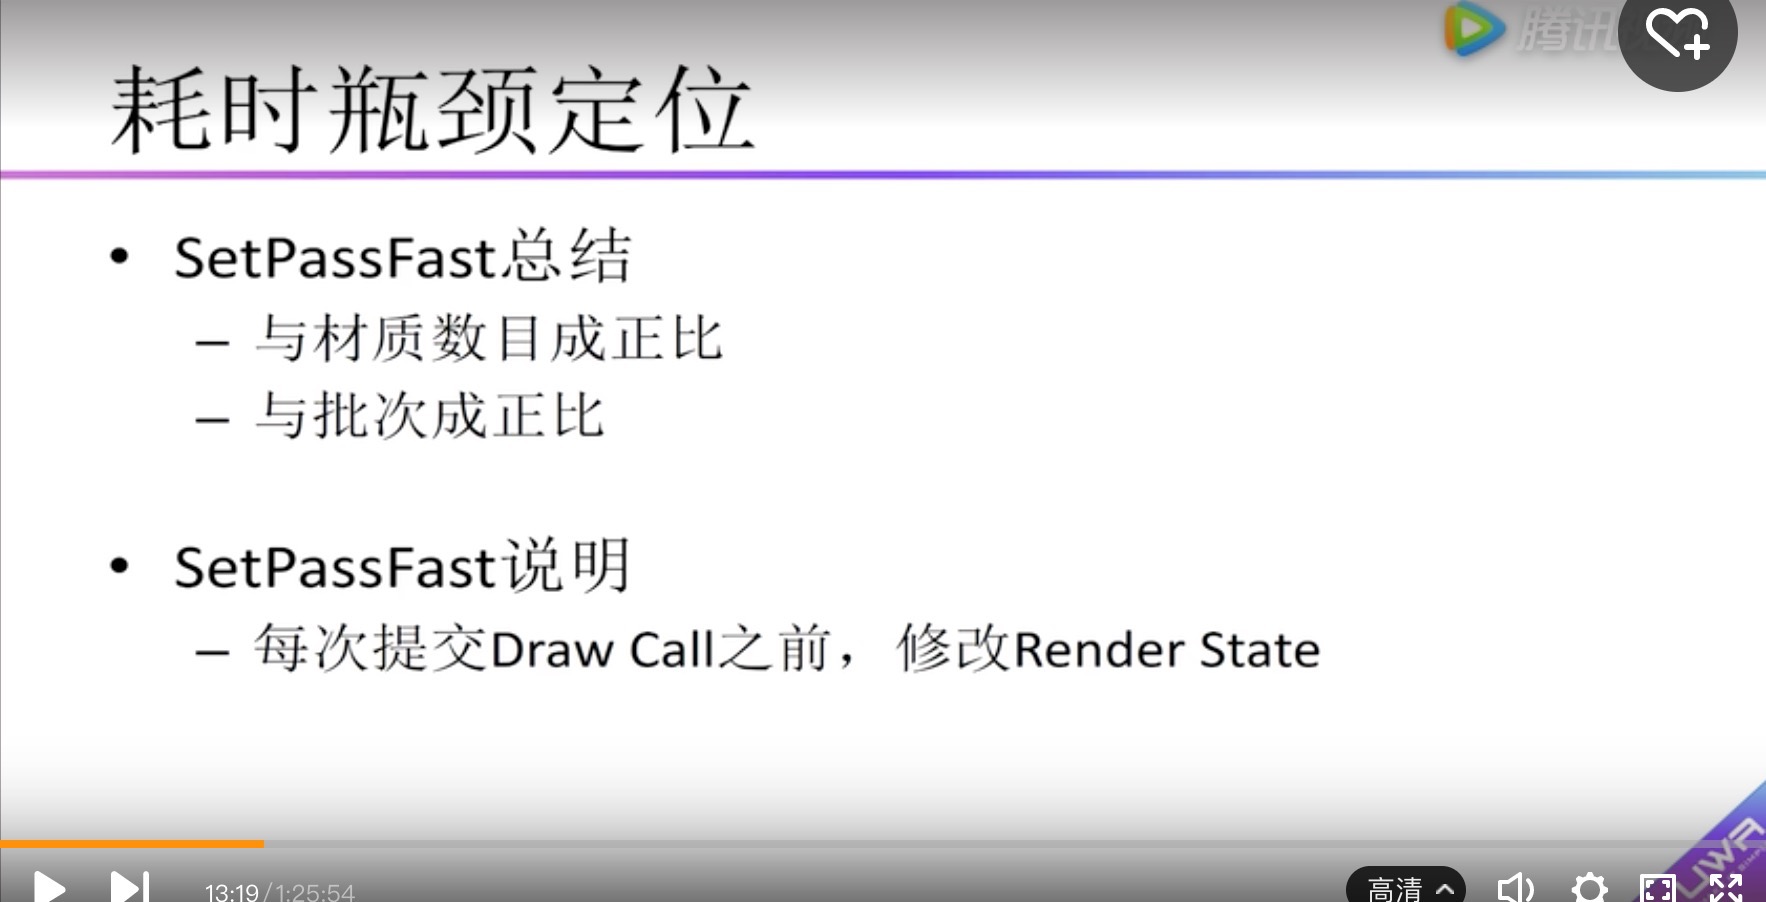 腾讯
耗时瓶颈定位
• SetPassFast总结
– 与材质数目成正比
– 与批次成正比
• SetPassFast说明
– 每次提交Draw Call之前，修改Render State
UWA
13:19/1:25:54
高清